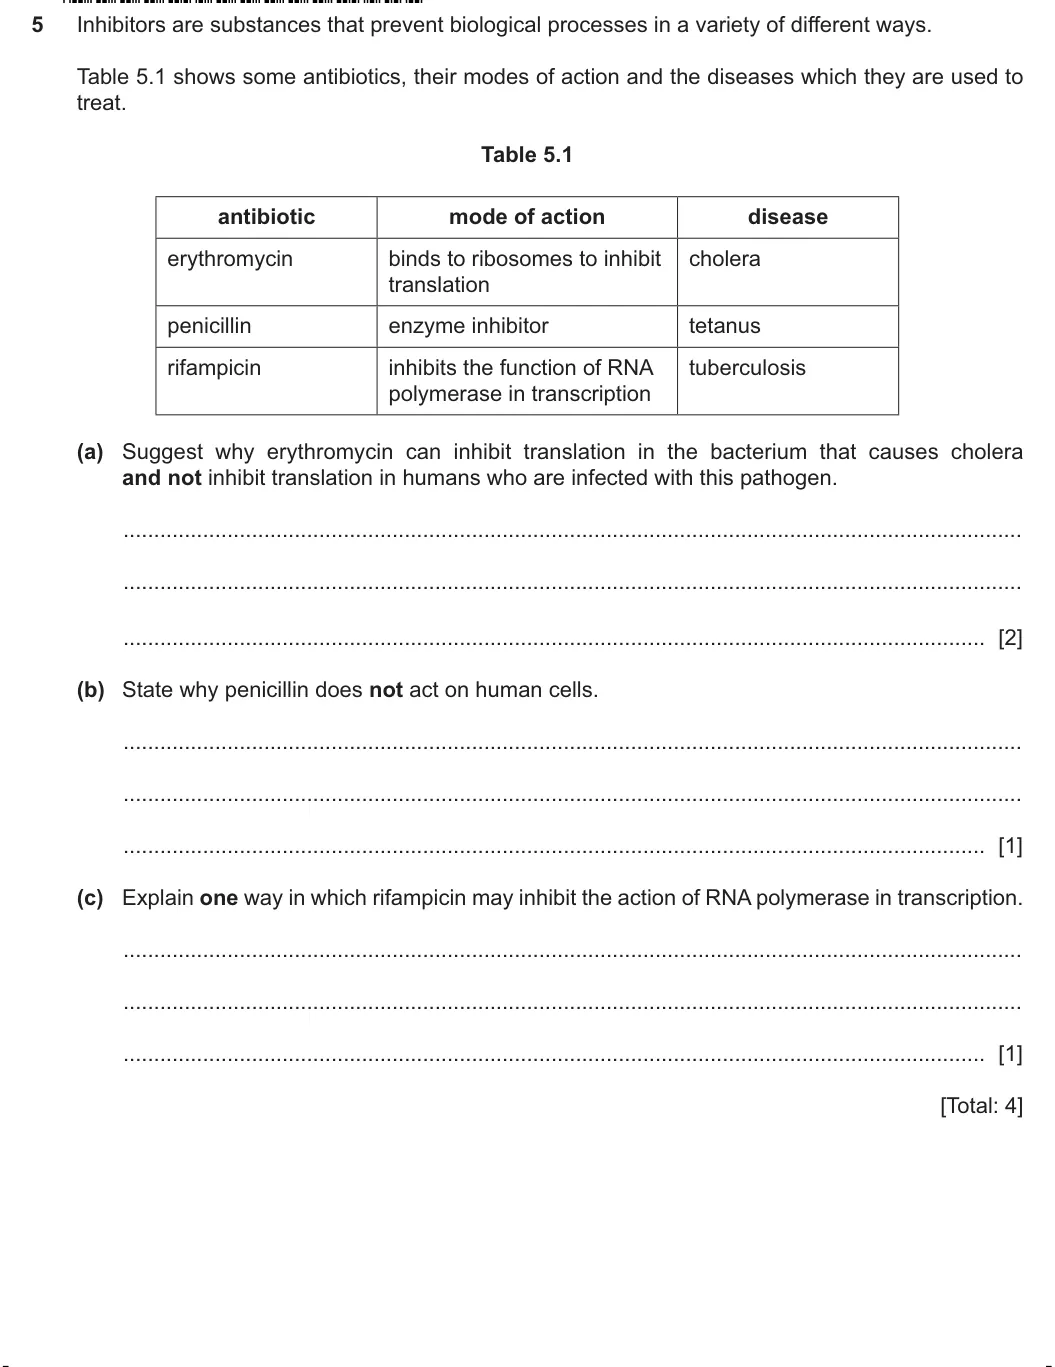 5 Inhibitors are substances that prevent biological processes in a variety of different ways.
Table 5.1 shows some antibiotics, their modes of action and the diseases which they are used to
treat.
Table 5.1
antibiotic mode of action disease
erythromycin binds to ribosomes to inhibit cholera
translation
penicillin enzyme inhibitor tetanus
rifampicin inhibits the function of RNA tuberculosis
polymerase in transcription
(a) Suggest why erythromycin can inhibit translation in the bacterium that causes cholera
and not inhibit translation in humans who are infected with this pathogen.
[2]
(b) State why penicillin does not act on human cells.
[1]
(c) Explain one way in which rifampicin may inhibit the action of RNA polymerase in transcription.
[1]
[Total: 4]